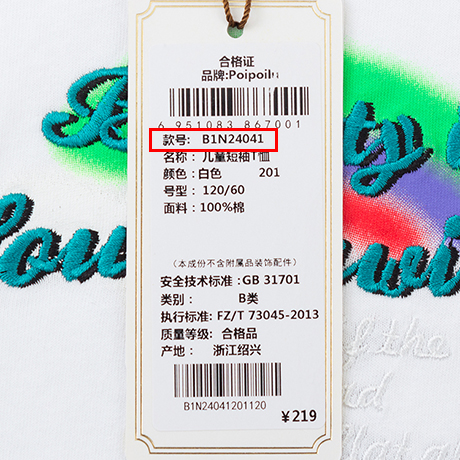 合格证
品牌:Poipoilu
6 951083 867001
款号: B1N24041
名称: 儿童短袖T恤
颜色:白色 201
号型: 120/60
面料: 100%棉
(本成份不含附属品装饰配件)
安全技术标准:GB 31701
类别: B类
执行标准: FZ/T 73045-2013
质量等级: 合格品
产地: 浙江绍兴
B1N24041201120
¥219
of the